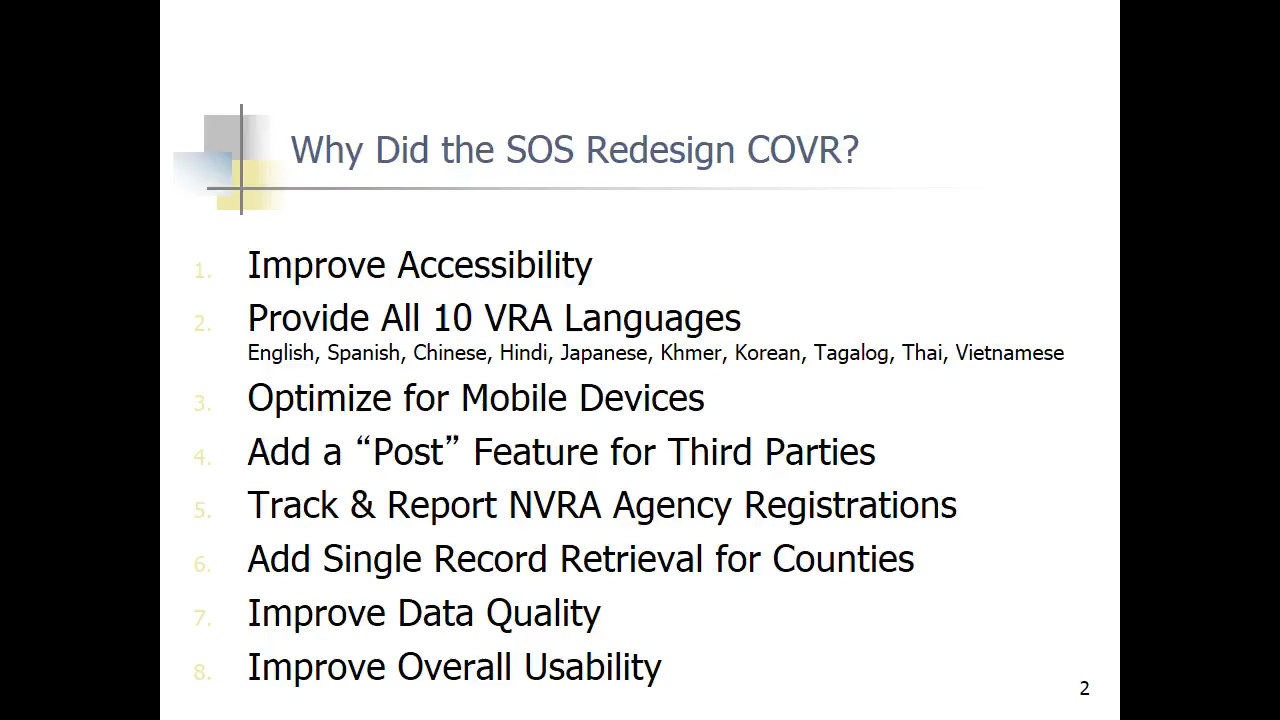 Why Did the SOS Redesign COVR?
1. Improve Accessibility
2. Provide All 10 VRA Languages
English, Spanish, Chinese, Hindi, Japanese, Khmer, Korean, Tagalog, Thai, Vietnamese
3. Optimize for Mobile Devices
4. Add a “Post” Feature for Third Parties
5. Track & Report NVRA Agency Registrations
6. Add Single Record Retrieval for Counties
7. Improve Data Quality
8. Improve Overall Usability
2